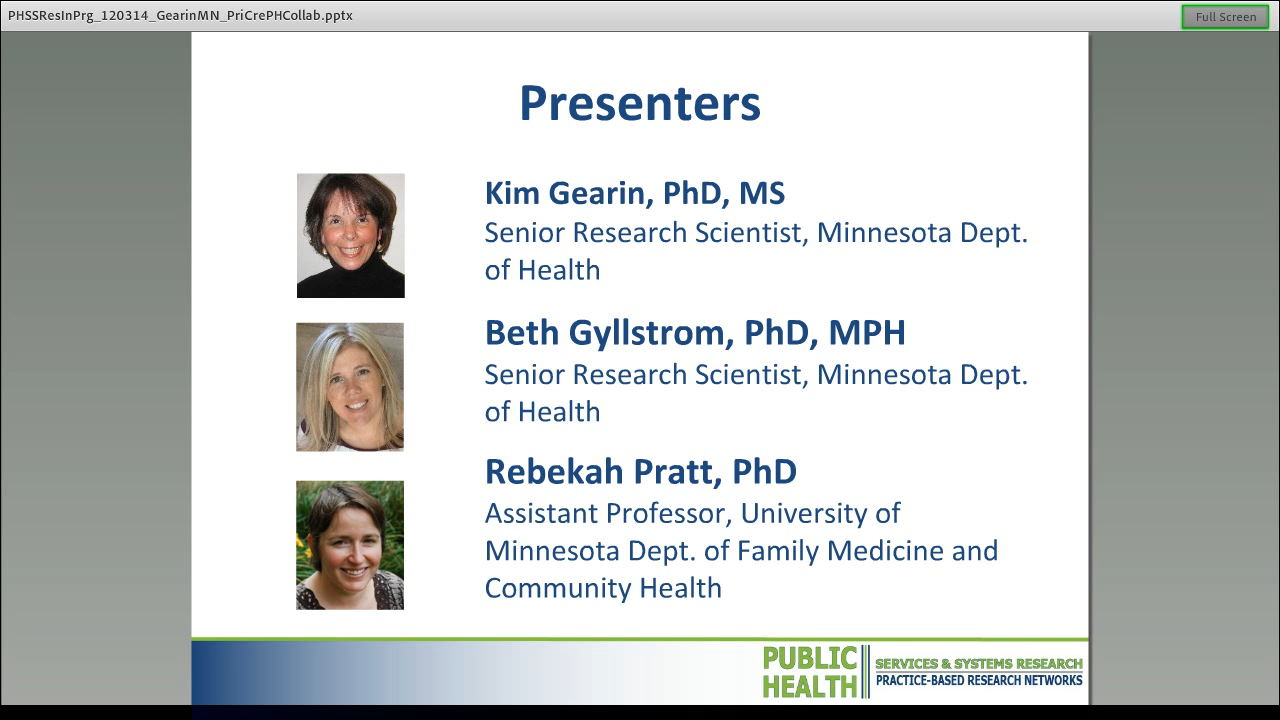 PHSSResInPrg_120314_GearinMN_PriCrePHCollab.pptx
Full Screen
Presenters
Kim Gearin, PhD, MS
Senior Research Scientist, Minnesota Dept.
of Health
Beth Gyllstrom, PhD, MPH
Senior Research Scientist, Minnesota Dept.
of Health
Rebekah Pratt, PhD
Assistant Professor, University of
Minnesota Dept. of Family Medicine and
Community Health
PUBLIC
HEALTH
SERVICES & SYSTEMS RESEARCH
PRACTICE-BASED RESEARCH NETWORKS